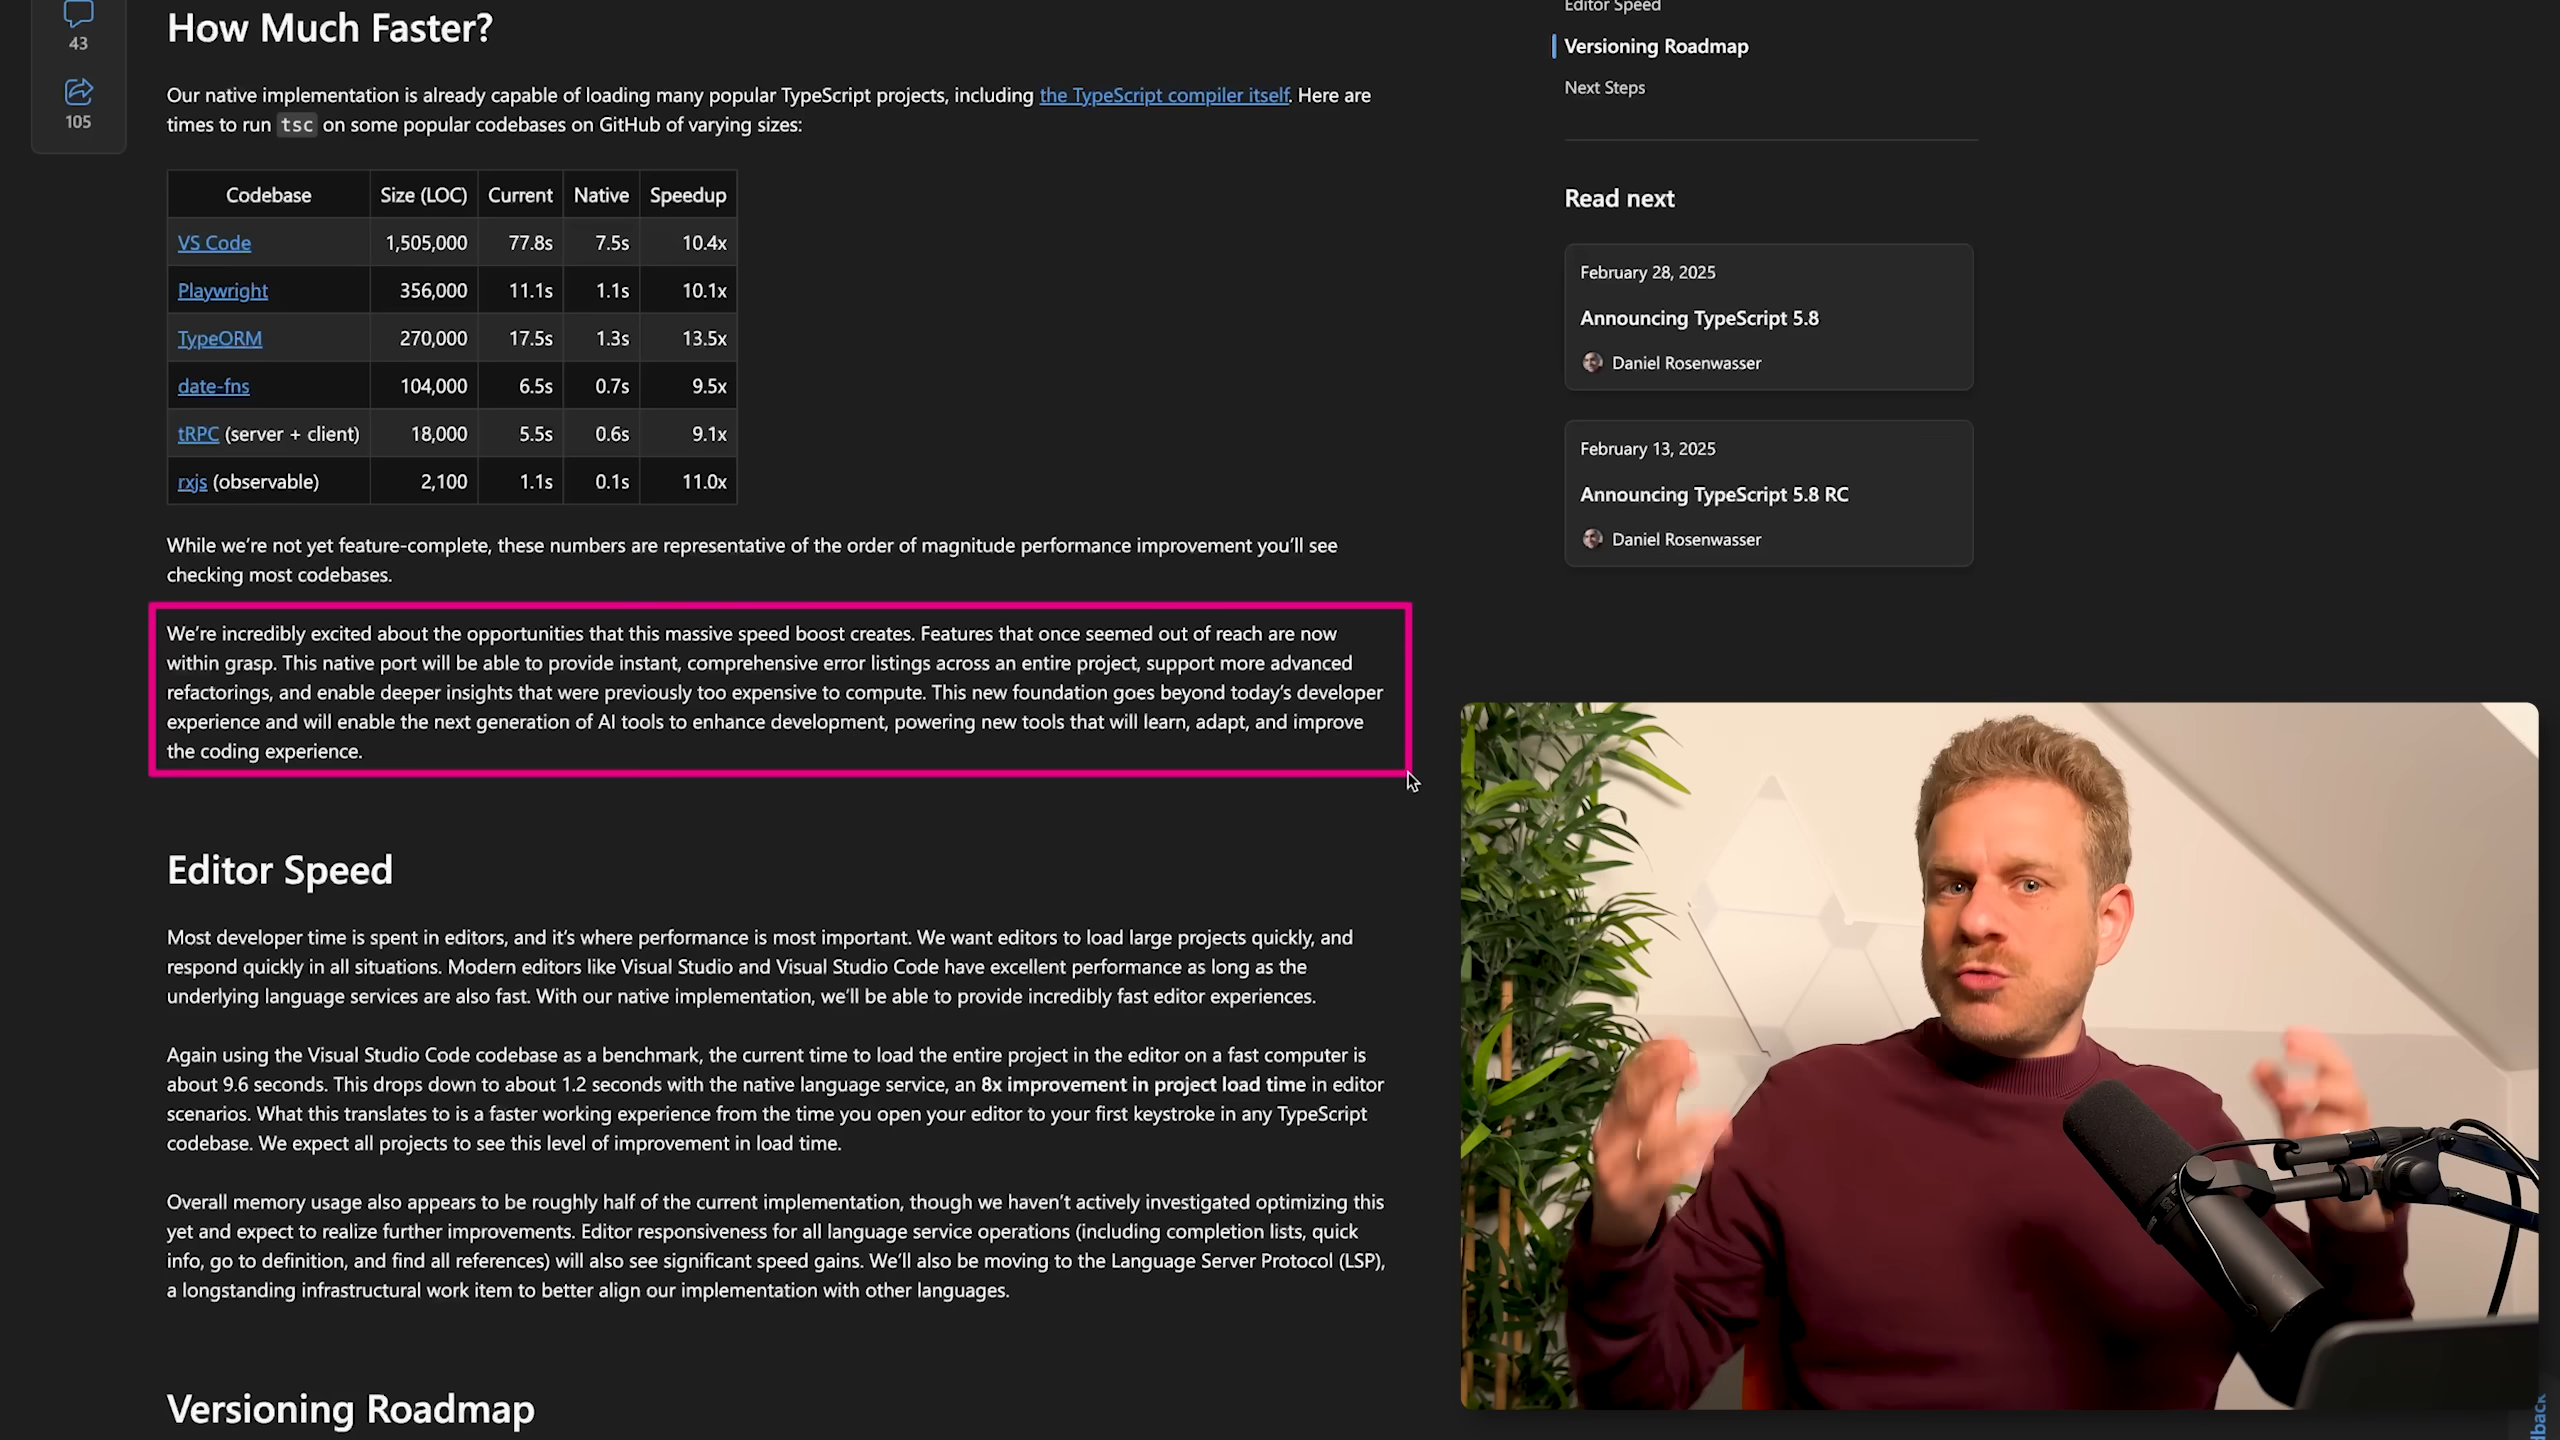 43
105
How Much Faster?
Our native implementation is already capable of loading many popular TypeScript projects, including the TypeScript compiler itself. Here are
times to run tsc on some popular codebases on GitHub of varying sizes:
Codebase Size (LOC) Current Native Speedup
VS Code 1,505,000 77.8s 7.5s 10.4x
Playwright 356,000 11.1s 1.1s 10.1x
TypeORM 270,000 17.5s 1.3s 13.5x
date-fns 104,000 6.5s 0.7s 9.5x
tRPC (server + client) 18,000 5.5s 0.6s 9.1x
rxjs (observable) 2,100 1.1s 0.1s 11.0x
While we're not yet feature-complete, these numbers are representative of the order of magnitude performance improvement you'll see
checking most codebases.
We're incredibly excited about the opportunities that this massive speed boost creates. Features that once seemed out of reach are now
within grasp. This native port will be able to provide instant, comprehensive error listings across an entire project, support more advanced
refactorings, and enable deeper insights that were previously too expensive to compute. This new foundation goes beyond today's developer
experience and will enable the next generation of AI tools to enhance development, powering new tools that will learn, adapt, and improve
the coding experience.
Editor Speed
Most developer time is spent in editors, and it's where performance is most important. We want editors to load large projects quickly, and
respond quickly in all situations. Modern editors like Visual Studio and Visual Studio Code have excellent performance as long as the
underlying language services are also fast. With our native implementation, we'll be able to provide incredibly fast editor experiences.
Again using the Visual Studio Code codebase as a benchmark, the current time to load the entire project in the editor on a fast computer is
about 9.6 seconds. This drops down to about 1.2 seconds with the native language service, an 8x improvement in project load time in editor
scenarios. What this translates to is a faster working experience from the time you open your editor to your first keystroke in any TypeScript
codebase. We expect all projects to see this level of improvement in load time.
Overall memory usage also appears to be roughly half of the current implementation, though we haven't actively investigated optimizing this
yet and expect to realize further improvements. Editor responsiveness for all language service operations (including completion lists, quick
info, go to definition, and find all references) will also see significant speed gains. We'll also be moving to the Language Server Protocol (LSP),
a longstanding infrastructural work item to better align our implementation with other languages.
Versioning Roadmap
Editor Speed
Versioning Roadmap
Next Steps
Read next
February 28, 2025
Announcing TypeScript 5.8
Daniel Rosenwasser
February 13, 2025
Announcing TypeScript 5.8 RC
Daniel Rosenwasser